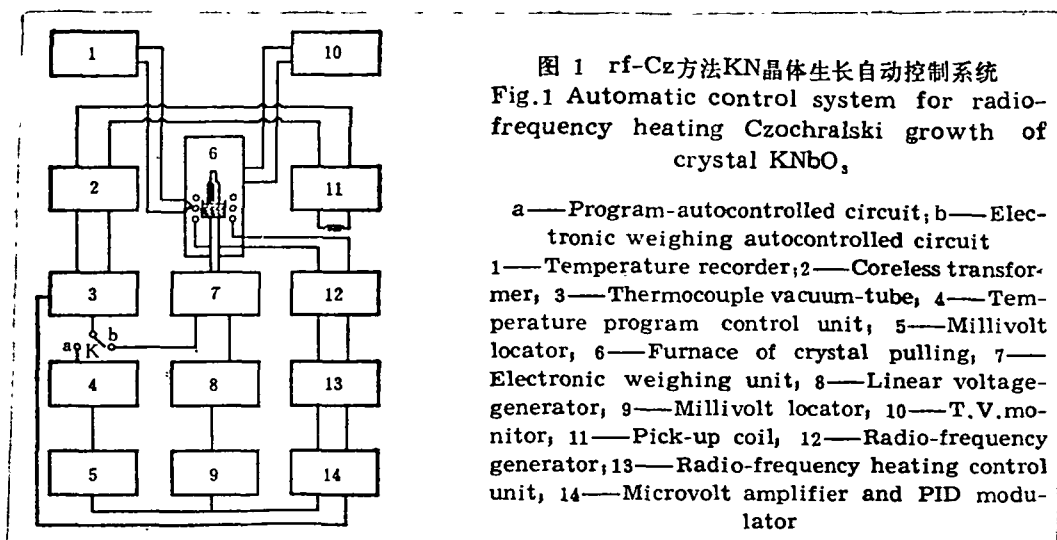 1
10
6
2
11
3
7
12
b
a K
4
8
13
5
9
14
图 1 rf-Cz方法KN晶体生长自动控制系统
Fig.1 Automatic control system for radio-
frequency heating Czochralski growth of
crystal KNbO₃
a——Program-autocontrolled circuit; b——Elec-
tronic weighing autocontrolled circuit
1——Temperature recorder; 2——Coreless transfor-
mer, 3——Thermocouple vacuum-tube, 4——Tem-
perature program control unit, 5——Millivolt
locator, 6——Furnace of crystal pulling, 7——
Electronic weighing unit, 8——Linear voltage-
generator, 9——Millivolt locator, 10——T.V.mo-
nitor, 11——Pick-up coil, 12——Radio-frequency
generator; 13——Radio-frequency heating control
unit, 14——Microvolt amplifier and PID modu-
lator